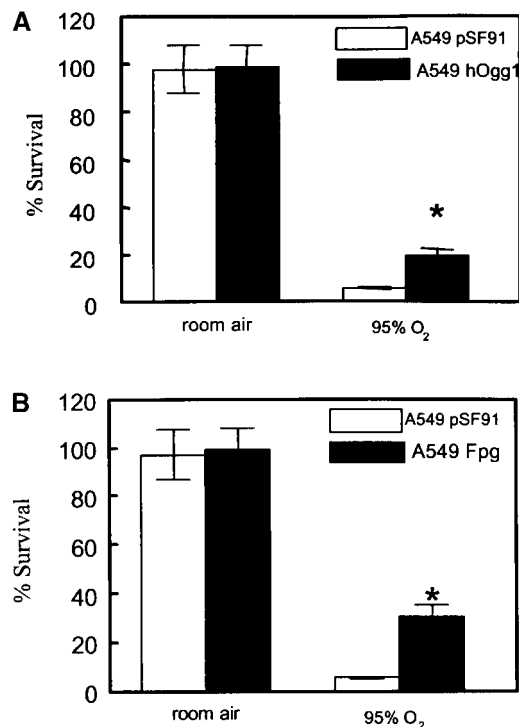 A
120
100
80
60
40
20
0
% Survival
A549 pSF91
A549 hOgg1
*
room air
95% O2
B
120
100
80
60
40
20
0
% Survival
A549 pSF91
A549 Fpg
*
room air
95% O2